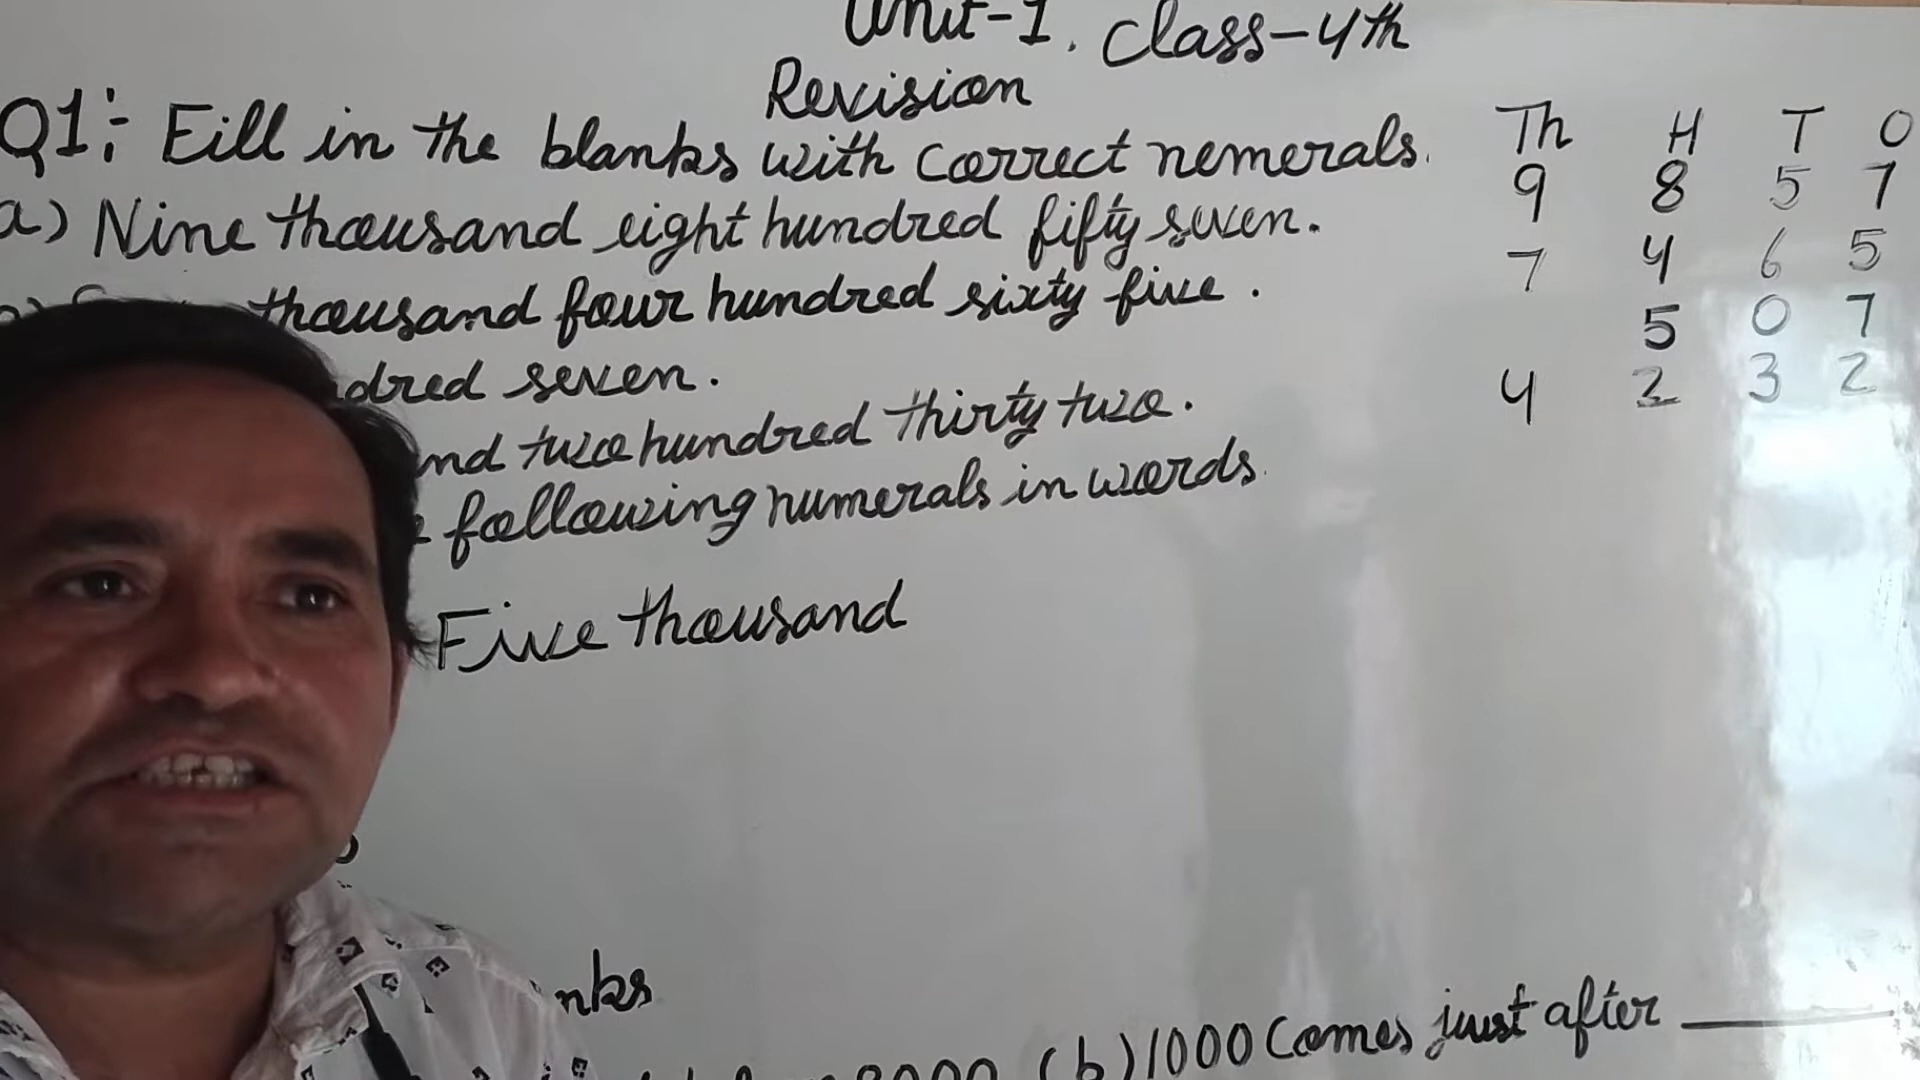 Unit-1. Class-4th
Revision
Q1:- Fill in the blanks with correct nemerals.
a) Nine thousand eight hundred fifty seven.
thousand four hundred sixty five.
dred seven.
nd two hundred thirty two.
following numerals in words.
Five thousand
Th H T O
9 8 5 7
7 4 6 5
5 0 7
4 2 3 2
nks
(b) 1000 Comes just after ______